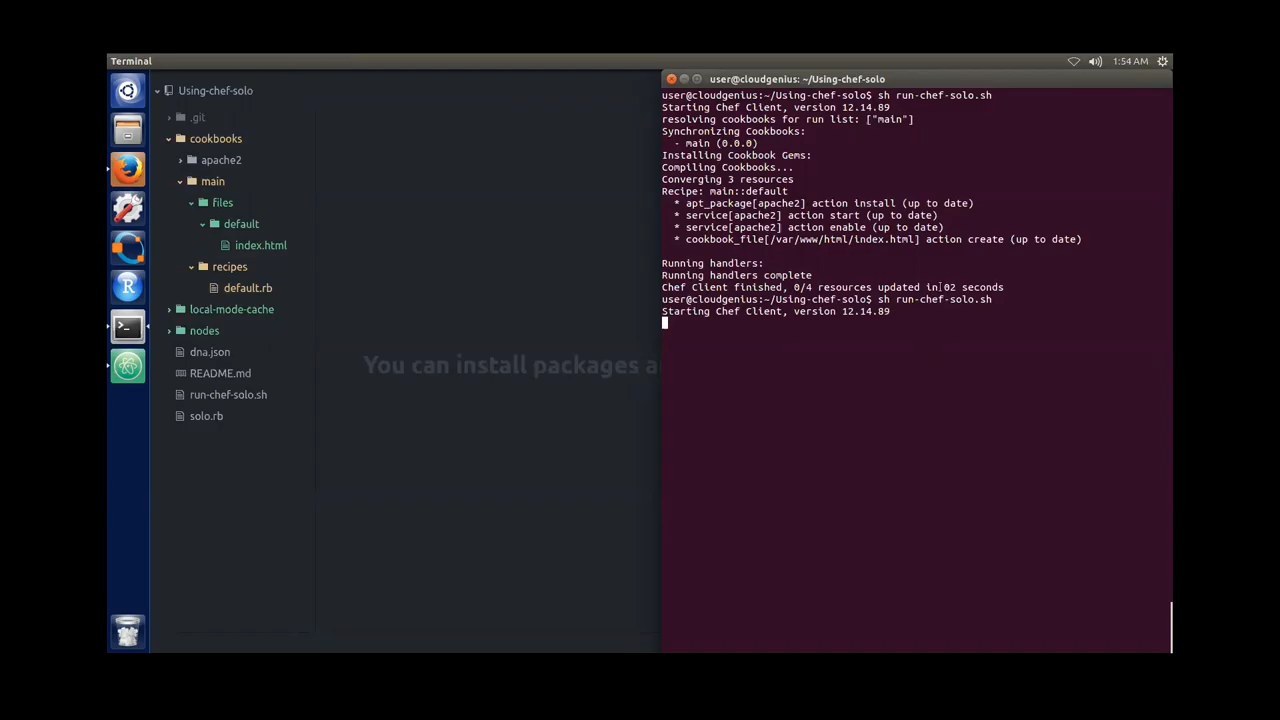 Terminal
1:54 AM
Using-chef-solo
.git
cookbooks
apache2
main
files
default
index.html
recipes
default.rb
local-mode-cache
nodes
dna.json
README.md
run-chef-solo.sh
solo.rb
You can install packages a
user@cloudgenius: ~/Using-chef-solo
user@cloudgenius:~/Using-chef-solo$ sh run-chef-solo.sh
Starting Chef Client, version 12.14.89
resolving cookbooks for run list: ["main"]
Synchronizing Cookbooks:
- main (0.0.0)
Installing Cookbook Gems:
Compiling Cookbooks...
Converging 3 resources
Recipe: main::default
* apt_package[apache2] action install (up to date)
* service[apache2] action start (up to date)
* service[apache2] action enable (up to date)
* cookbook_file[/var/www/html/index.html] action create (up to date)
Running handlers:
Running handlers complete
Chef Client finished, 0/4 resources updated in 02 seconds
user@cloudgenius:~/Using-chef-solo$ sh run-chef-solo.sh
Starting Chef Client, version 12.14.89